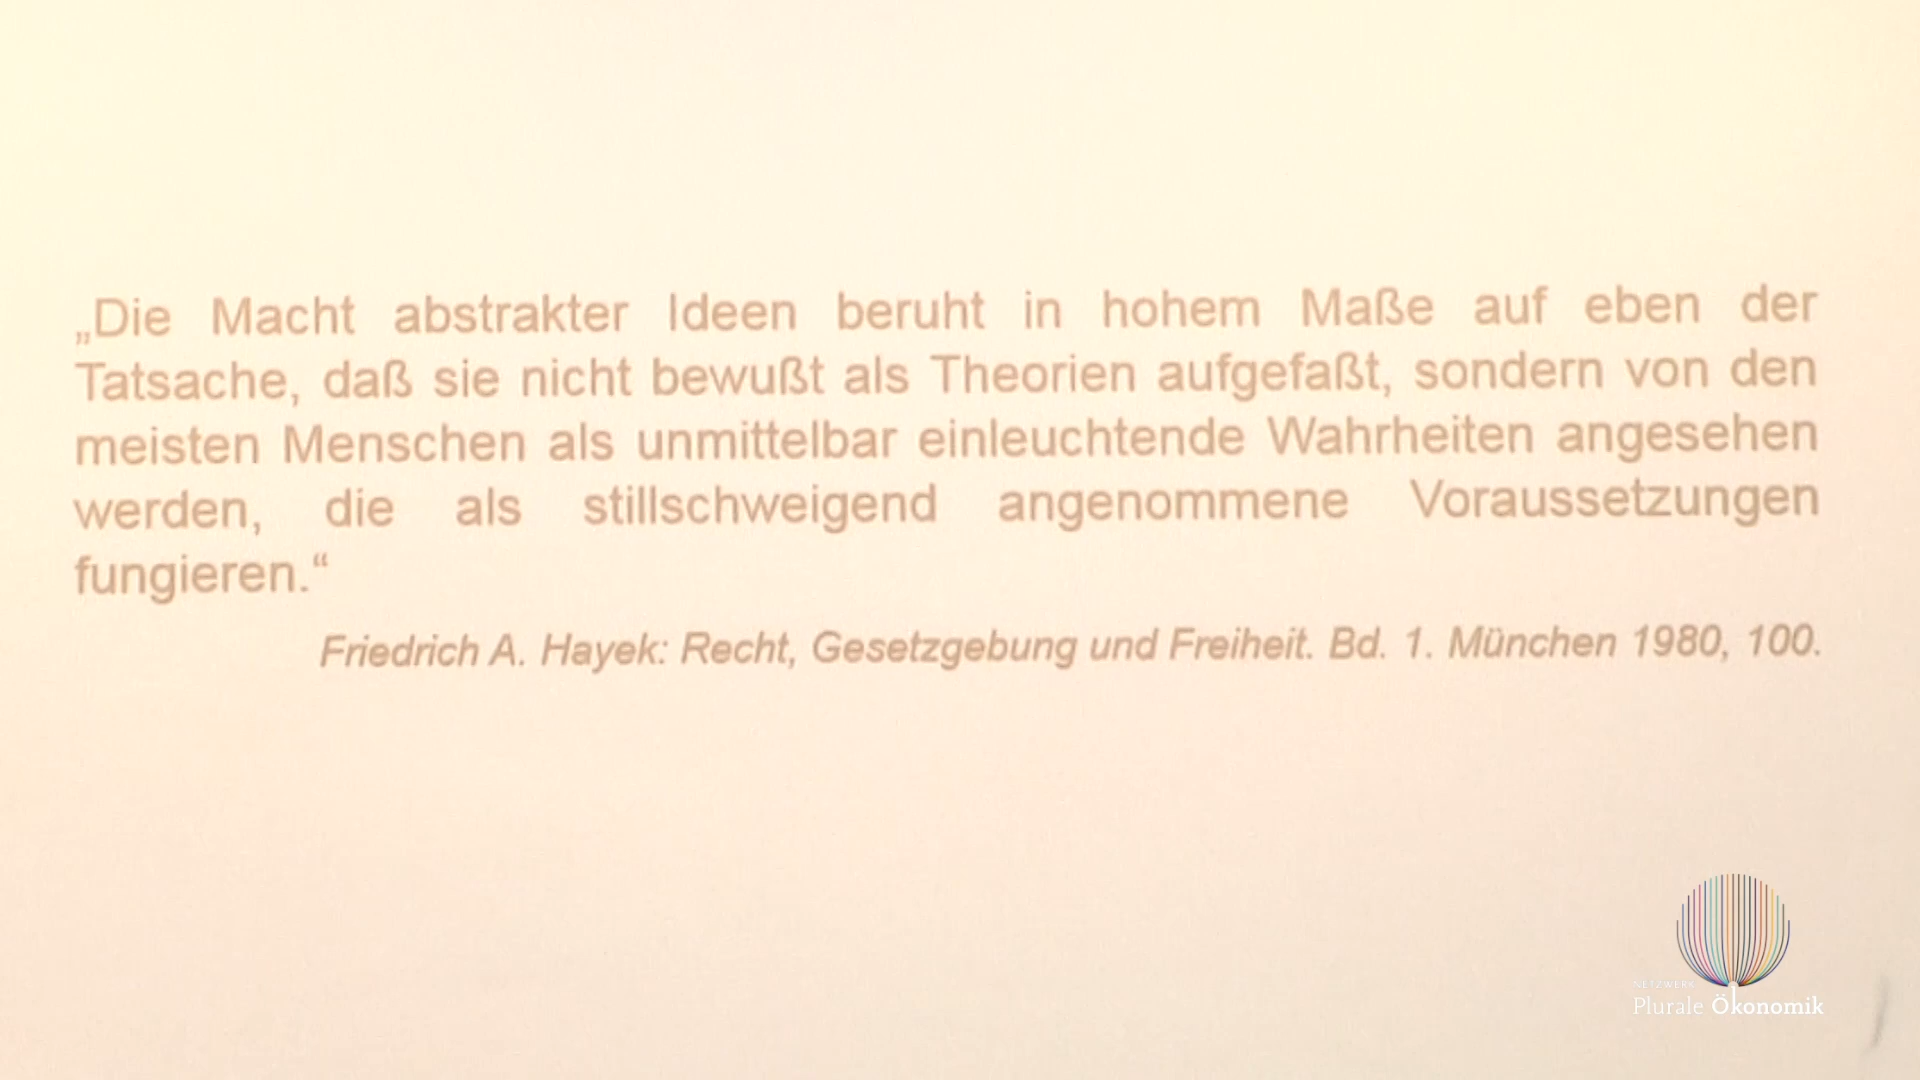 „Die Macht abstrakter Ideen beruht in hohem Maße auf eben der
Tatsache, daß sie nicht bewußt als Theorien aufgefaßt, sondern von den
meisten Menschen als unmittelbar einleuchtende Wahrheiten angesehen
werden, die als stillschweigend angenommene Voraussetzungen
fungieren.“
Friedrich A. Hayek: Recht, Gesetzgebung und Freiheit. Bd. 1. München 1980, 100.
NETZWERK
Plurale Ökonomik